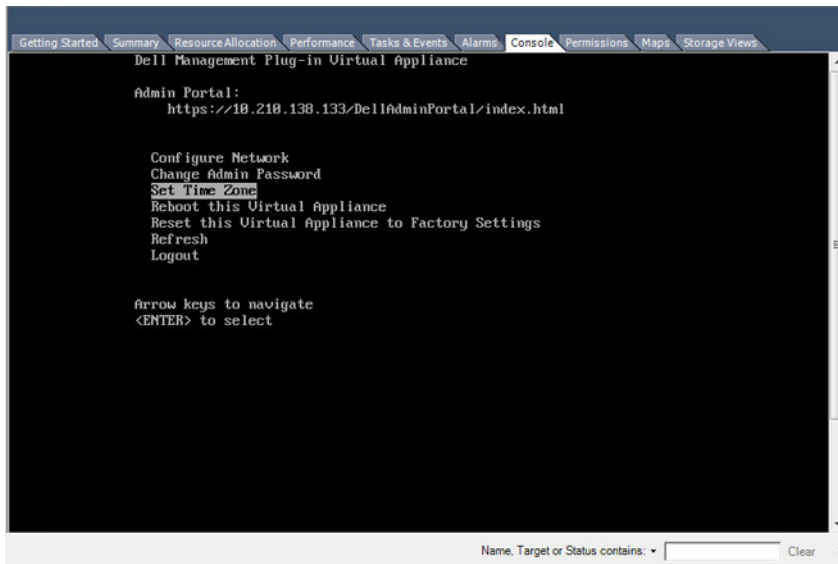 Getting Started Summary Resource Allocation Performance Tasks & Events Alarms Console Permissions Maps Storage Views
Dell Management Plug-in Virtual Appliance
Admin Portal:
https://10.210.138.133/DellAdminPortal/index.html
Configure Network
Change Admin Password
Set Time Zone
Reboot this Virtual Appliance
Reset this Virtual Appliance to Factory Settings
Refresh
Logout
Arrow keys to navigate
<ENTER> to select
Name, Target or Status contains: Clear